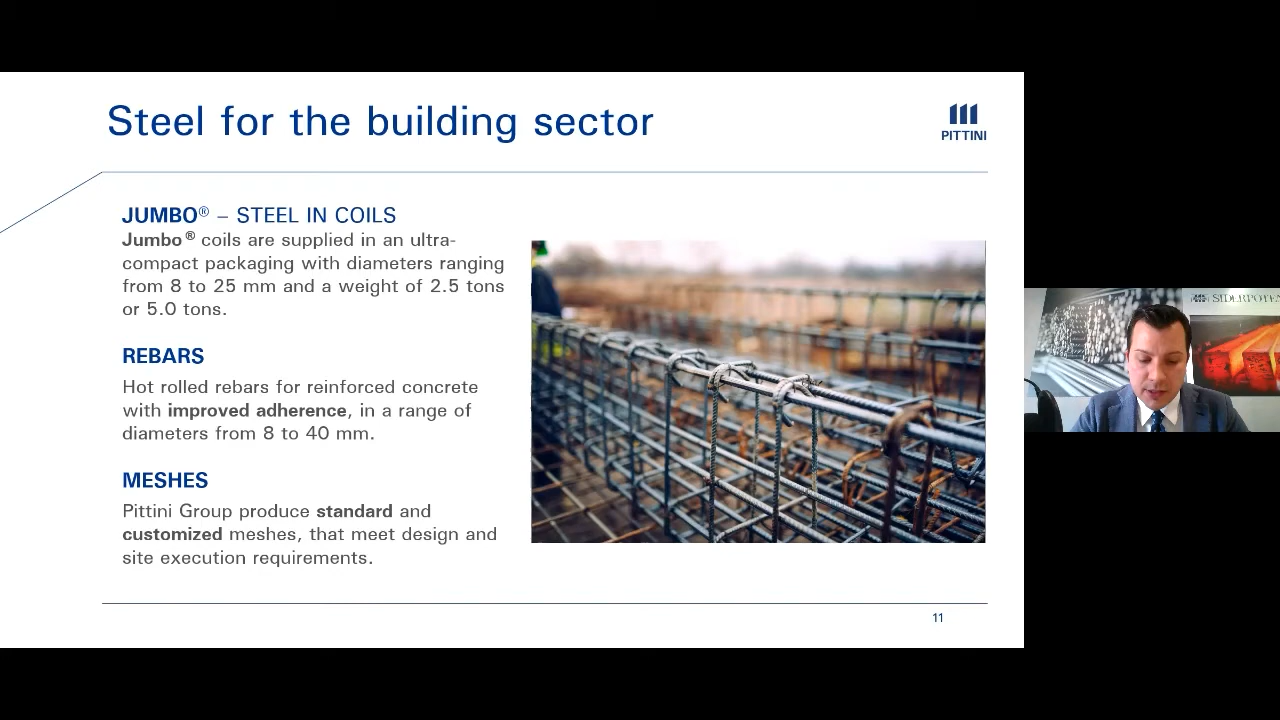 Steel for the building sector
PITTINI
JUMBO® – STEEL IN COILS
Jumbo® coils are supplied in an ultra-
compact packaging with diameters ranging
from 8 to 25 mm and a weight of 2.5 tons
or 5.0 tons.
REBARS
Hot rolled rebars for reinforced concrete
with improved adherence, in a range of
diameters from 8 to 40 mm.
MESHES
Pittini Group produce standard and
customized meshes, that meet design and
site execution requirements.
11
SIDERPOTEN